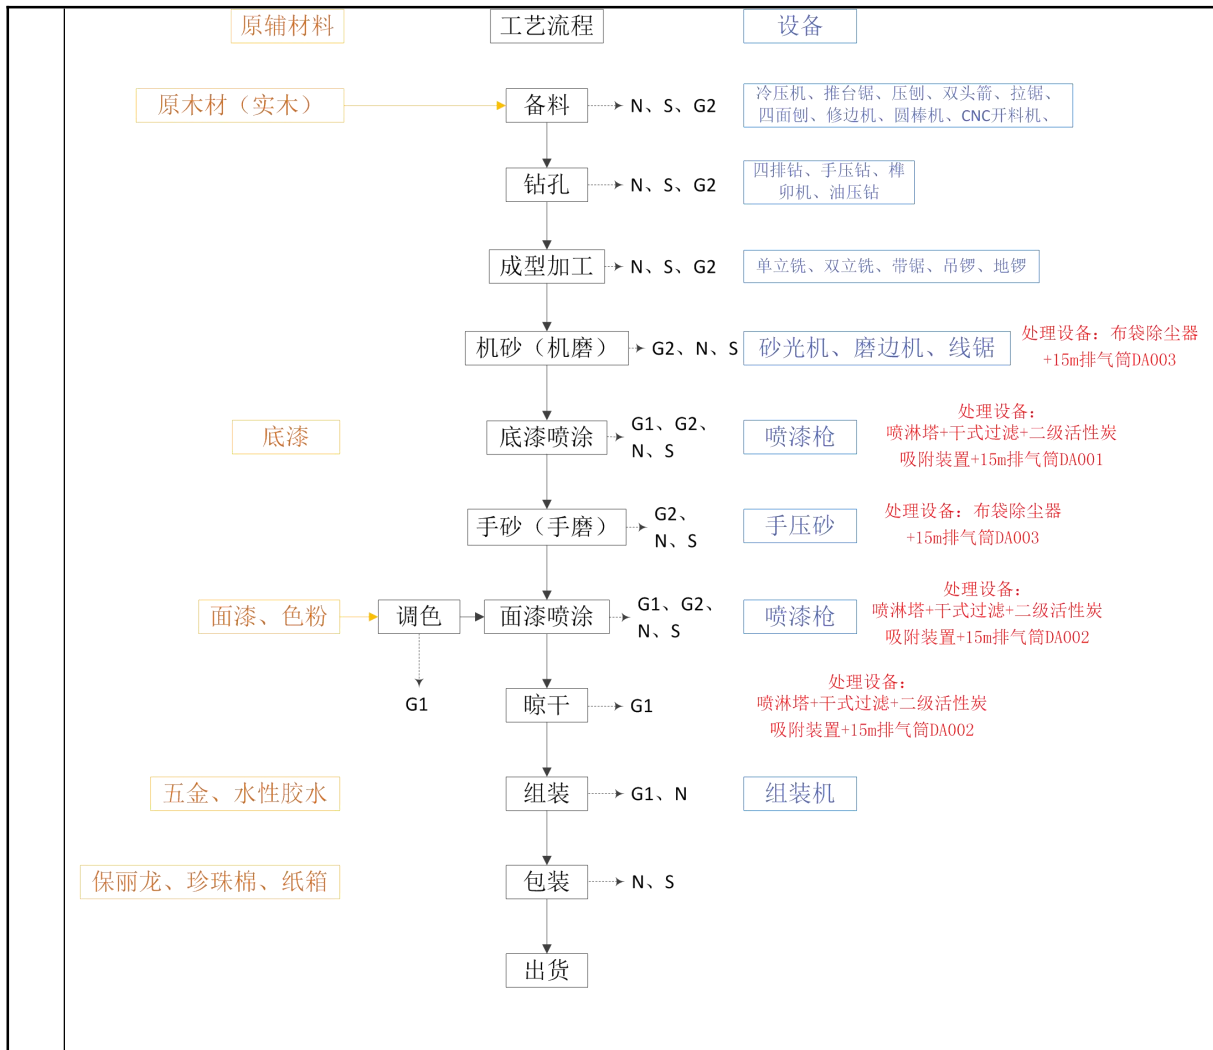 原辅材料
工艺流程
设备
原木材（实木）
备料
N、S、G2
冷压机、推台锯、压刨、双头箭、拉锯、
四面刨、修边机、圆棒机、CNC开料机、
钻孔
N、S、G2
四排钻、手压钻、榫
卯机、油压钻
成型加工
N、S、G2
单立铣、双立铣、带锯、吊锣、地锣
机砂（机磨）
G2、N、S
砂光机、磨边机、线锯
处理设备：布袋除尘器
+15m排气筒DA003
底漆
底漆喷涂
G1、G2、
N、S
喷漆枪
处理设备：
喷淋塔+干式过滤+二级活性炭
吸附装置+15m排气筒DA001
手砂（手磨）
G2、
N、S
手压砂
处理设备：布袋除尘器
+15m排气筒DA003
面漆、色粉
调色
面漆喷涂
G1、G2、
N、S
喷漆枪
处理设备：
喷淋塔+干式过滤+二级活性炭
吸附装置+15m排气筒DA002
G1
晾干
G1
处理设备：
喷淋塔+干式过滤+二级活性炭
吸附装置+15m排气筒DA002
五金、水性胶水
组装
G1、N
组装机
保丽龙、珍珠棉、纸箱
包装
N、S
出货